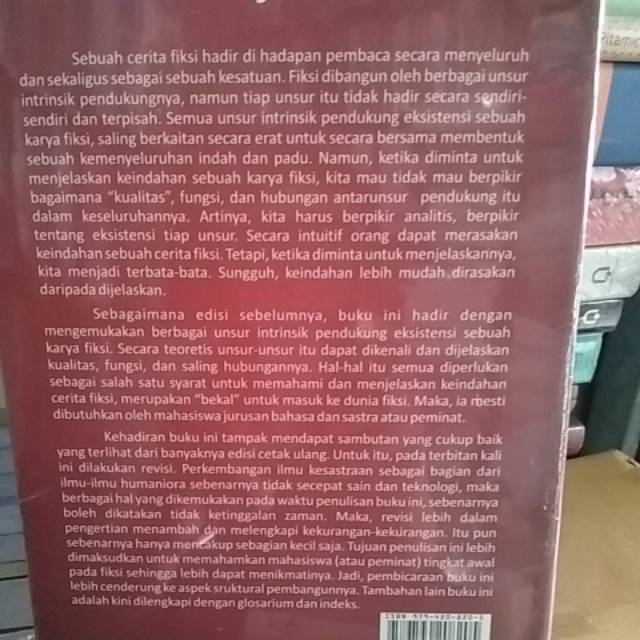 Sebuah cerita fiksi hadir di hadapan pembaca secara menyeluruh
dan sekaligus sebagai sebuah kesatuan. Fiksi dibangun oleh berbagai unsur
intrinsik pendukungnya, namun tiap unsur itu tidak hadir secara sendiri-
sendiri dan terpisah. Semua unsur intrinsik pendukung eksistensi sebuah
karya fiksi, saling berkaitan secara erat untuk secara bersama membentuk
sebuah kemenyeluruhan indah dan padu. Namun, ketika diminta untuk
menjelaskan keindahan sebuah karya fiksi, kita mau tidak mau berpikir
bagaimana "kualitas", fungsi, dan hubungan antarunsur pendukung itu
dalam keseluruhannya. Artinya, kita harus berpikir analitis, berpikir
tentang eksistensi tiap unsur. Secara intuitif orang dapat merasakan
keindahan sebuah cerita fiksi. Tetapi, ketika diminta untuk menjelaskannya,
kita menjadi terbata-bata. Sungguh, keindahan lebih mudah dirasakan
daripada dijelaskan.
Sebagaimana edisi sebelumnya, buku ini hadir dengan
mengemukakan berbagai unsur intrinsik pendukung eksistensi sebuah
karya fiksi. Secara teoretis unsur-unsur itu dapat dikenali dan dijelaskan
kualitas, fungsi, dan saling hubungannya. Hal-hal itu semua diperlukan
sebagai salah satu syarat untuk memahami dan menjelaskan keindahan
cerita fiksi, merupakan "bekal" untuk masuk ke dunia fiksi. Maka, ia mesti
dibutuhkan oleh mahasiswa jurusan bahasa dan sastra atau peminat.
Kehadiran buku ini tampak mendapat sambutan yang cukup baik
yang terlihat dari banyaknya edisi cetak ulang. Untuk itu, pada terbitan kali
ini dilakukan revisi. Perkembangan ilmu kesastraan sebagai bagian dari
ilmu-ilmu humaniora sebenarnya tidak secepat sain dan teknologi, maka
berbagai hal yang dikemukakan pada waktu penulisan buku ini, sebenarnya
boleh dikatakan tidak ketinggalan zaman. Maka, revisi lebih dalam
pengertian menambah dan melengkapi kekurangan-kekurangan. Itu pun
sebenarnya hanya mencakup sebagian kecil saja. Tujuan penulisan ini lebih
dimaksudkan untuk memahamkan mahasiswa (atau peminat) tingkat awal
pada fiksi sehingga lebih dapat menikmatinya. Jadi, pembicaraan buku ini
lebih cenderung ke aspek sruktural pembangunnya. Tambahan lain buku ini
adalah kini dilengkapi dengan glosarium dan indeks.
ISBN 979-420-820-6